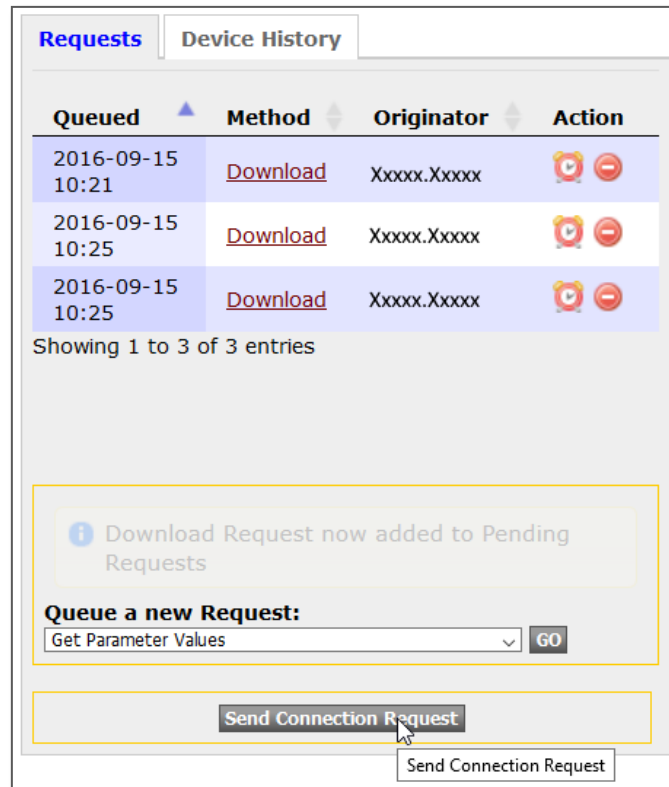 Requests Device History
Queued Method Originator Action
2016-09-15
10:21 Download Xxxxx.Xxxxx
2016-09-15
10:25 Download Xxxxx.Xxxxx
2016-09-15
10:25 Download Xxxxx.Xxxxx
Showing 1 to 3 of 3 entries
Download Request now added to Pending
Requests
Queue a new Request:
Get Parameter Values GO
Send Connection Request
Send Connection Request